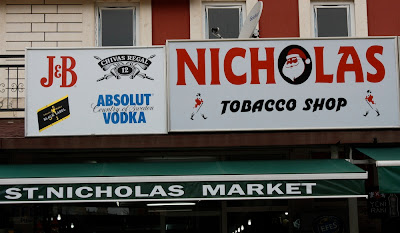 J&B
CHIVAS REGAL
12
ABSOLUT
Country of Sweden
VODKA
NICHOLAS
TOBACCO SHOP
ST.NICHOLAS MARKET